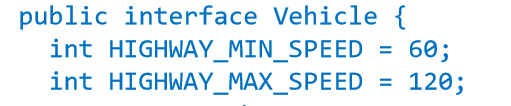 public interface Vehicle {
int HIGHWAY_MIN_SPEED = 60;
int HIGHWAY_MAX_SPEED = 120;